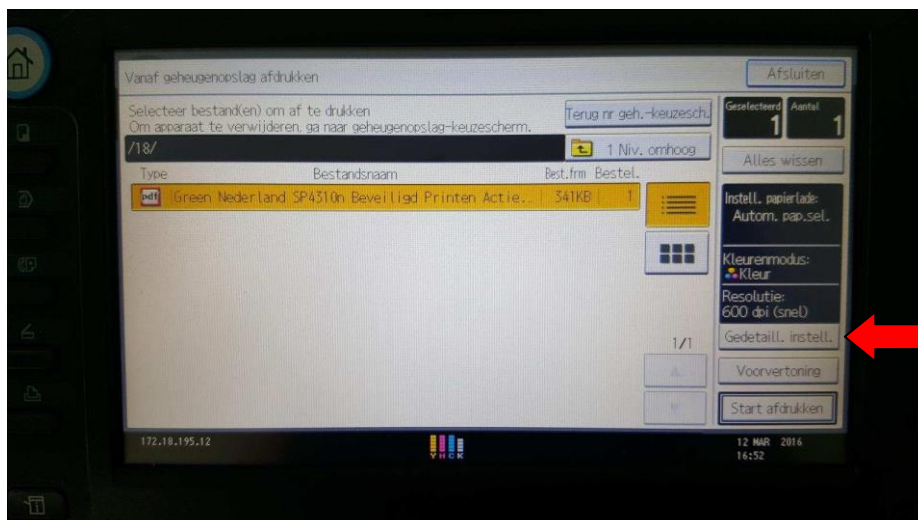 Vanaf geheugenopslag afdrukken
Afsluiten
Selecteer bestand(en) om af te drukken
Om apparaat te verwijderen, ga naar geheugenopslag-keuzescherm.
Terug nr geh.-keuzesch.
Geselecteerd Aantal
1 1
/18/
1 Niv. omhoog
Alles wissen
Type Bestandsnaam Best.frm Bestel.
pdf Green Nederland SP4310n Beveiligd Printen Actie.. 341KB 1
Instell. papierlade:
Autom. pap.sel.
Kleurenmodus:
Kleur
Resolutie:
600 dpi (snel)
1/1
Gedetaill. instell.
Voorvertoning
Start afdrukken
172.18.195.12
Y M C K
12 MAR 2016
16:52